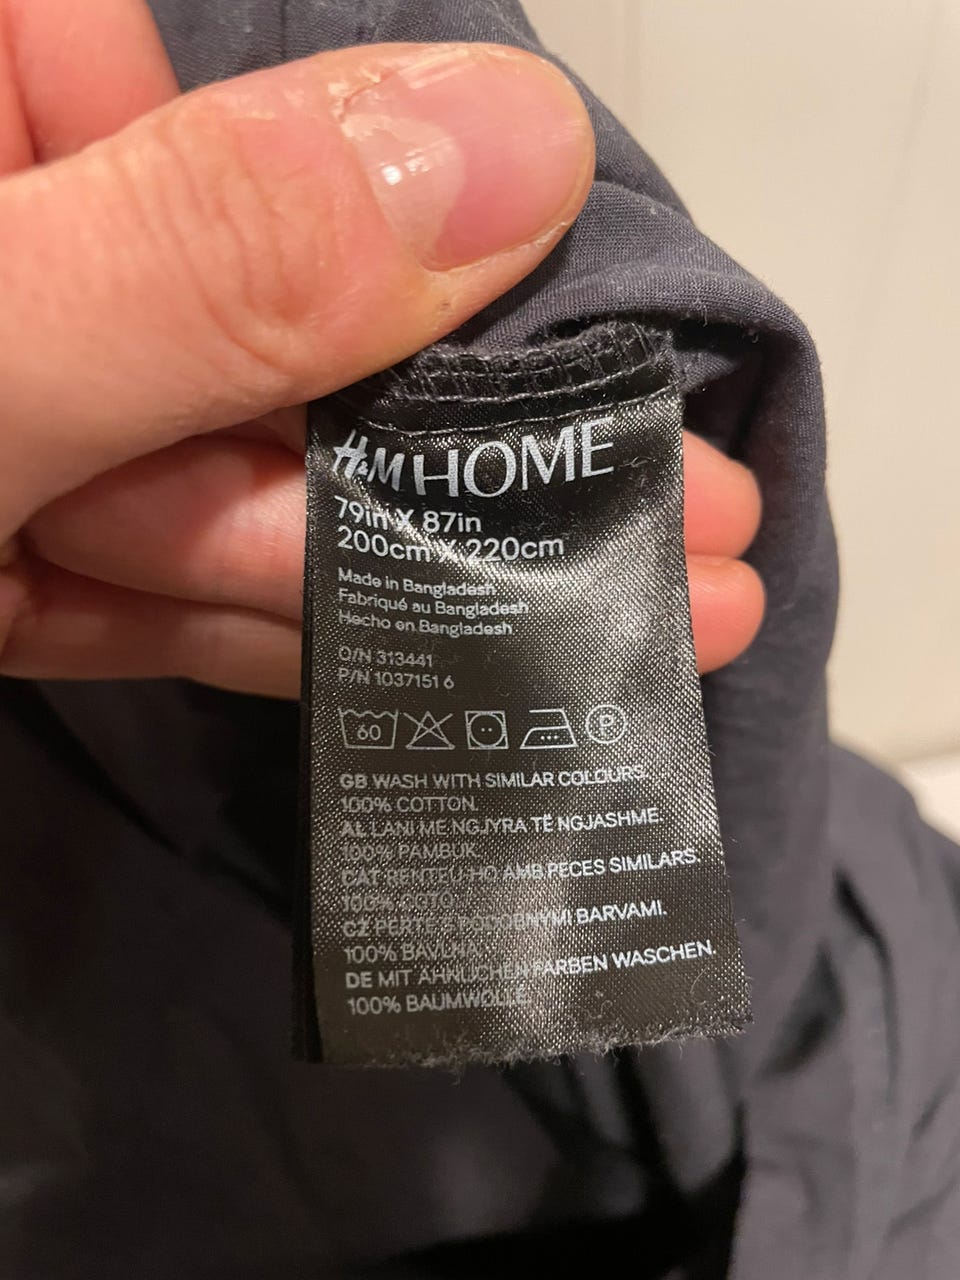 H&M HOME
79in X 87in
200cm X 220cm
Made in Bangladesh
Fabriqué au Bangladesh
Hecho en Bangladesh
O/N 313441
P/N 1037151 6
60 P
GB WASH WITH SIMILAR COLOURS.
100% COTTON.
AL LANI ME NGJYRA TË NGJASHME.
100% PAMBUK.
CAT RENTEU-HO AMB PECES SIMILARS.
100% COTÓ.
CZ PERTE S PODOBNÝMI BARVAMI.
100% BAVLNA.
DE MIT ÄHNLICHEN FARBEN WASCHEN.
100% BAUMWOLLE.